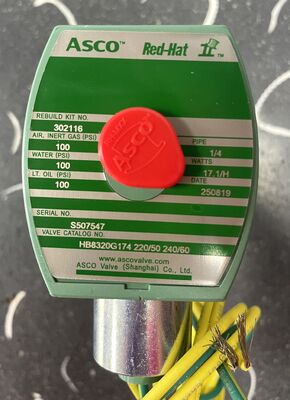 Asco™ Red-Hat II™
REBUILD KIT NO.
302116
AIR, INERT GAS (PSI)
100
PIPE
1/4
WATER (PSI)
100
WATTS
17.1/H
LT. OIL (PSI)
100
DATE
250819
Asco
SERIAL NO.
S507547
VALVE CATALOG NO.
HB8320G174 220/50 240/60
www.ascovalve.com
ASCO Valve (Shanghai) Co., Ltd.